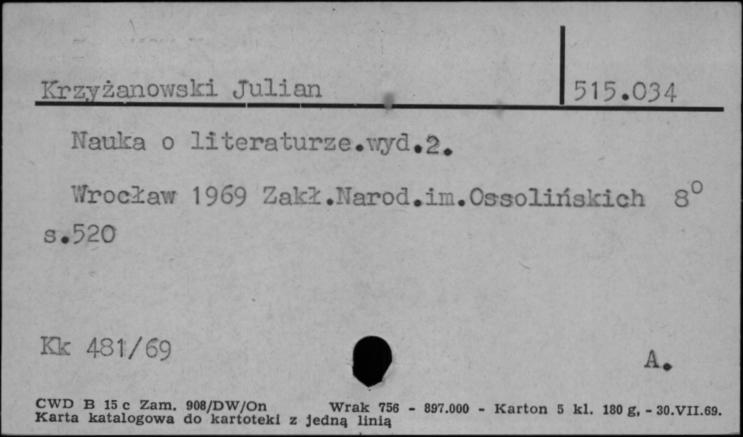 Krzyżanowski Julian 515.034
Nauka o literaturze.wyd.2.
Wrocław 1969 Zakł.Narod.im.Ossolińskich 8°
s.520
Kk 481/69 A.
CWD B 15 c Zam. 908/DW/On Wrak 756 - 897.000 - Karton 5 kl. 180 g, - 30.VII.69.
Karta katalogowa do kartoteki z jedną linią